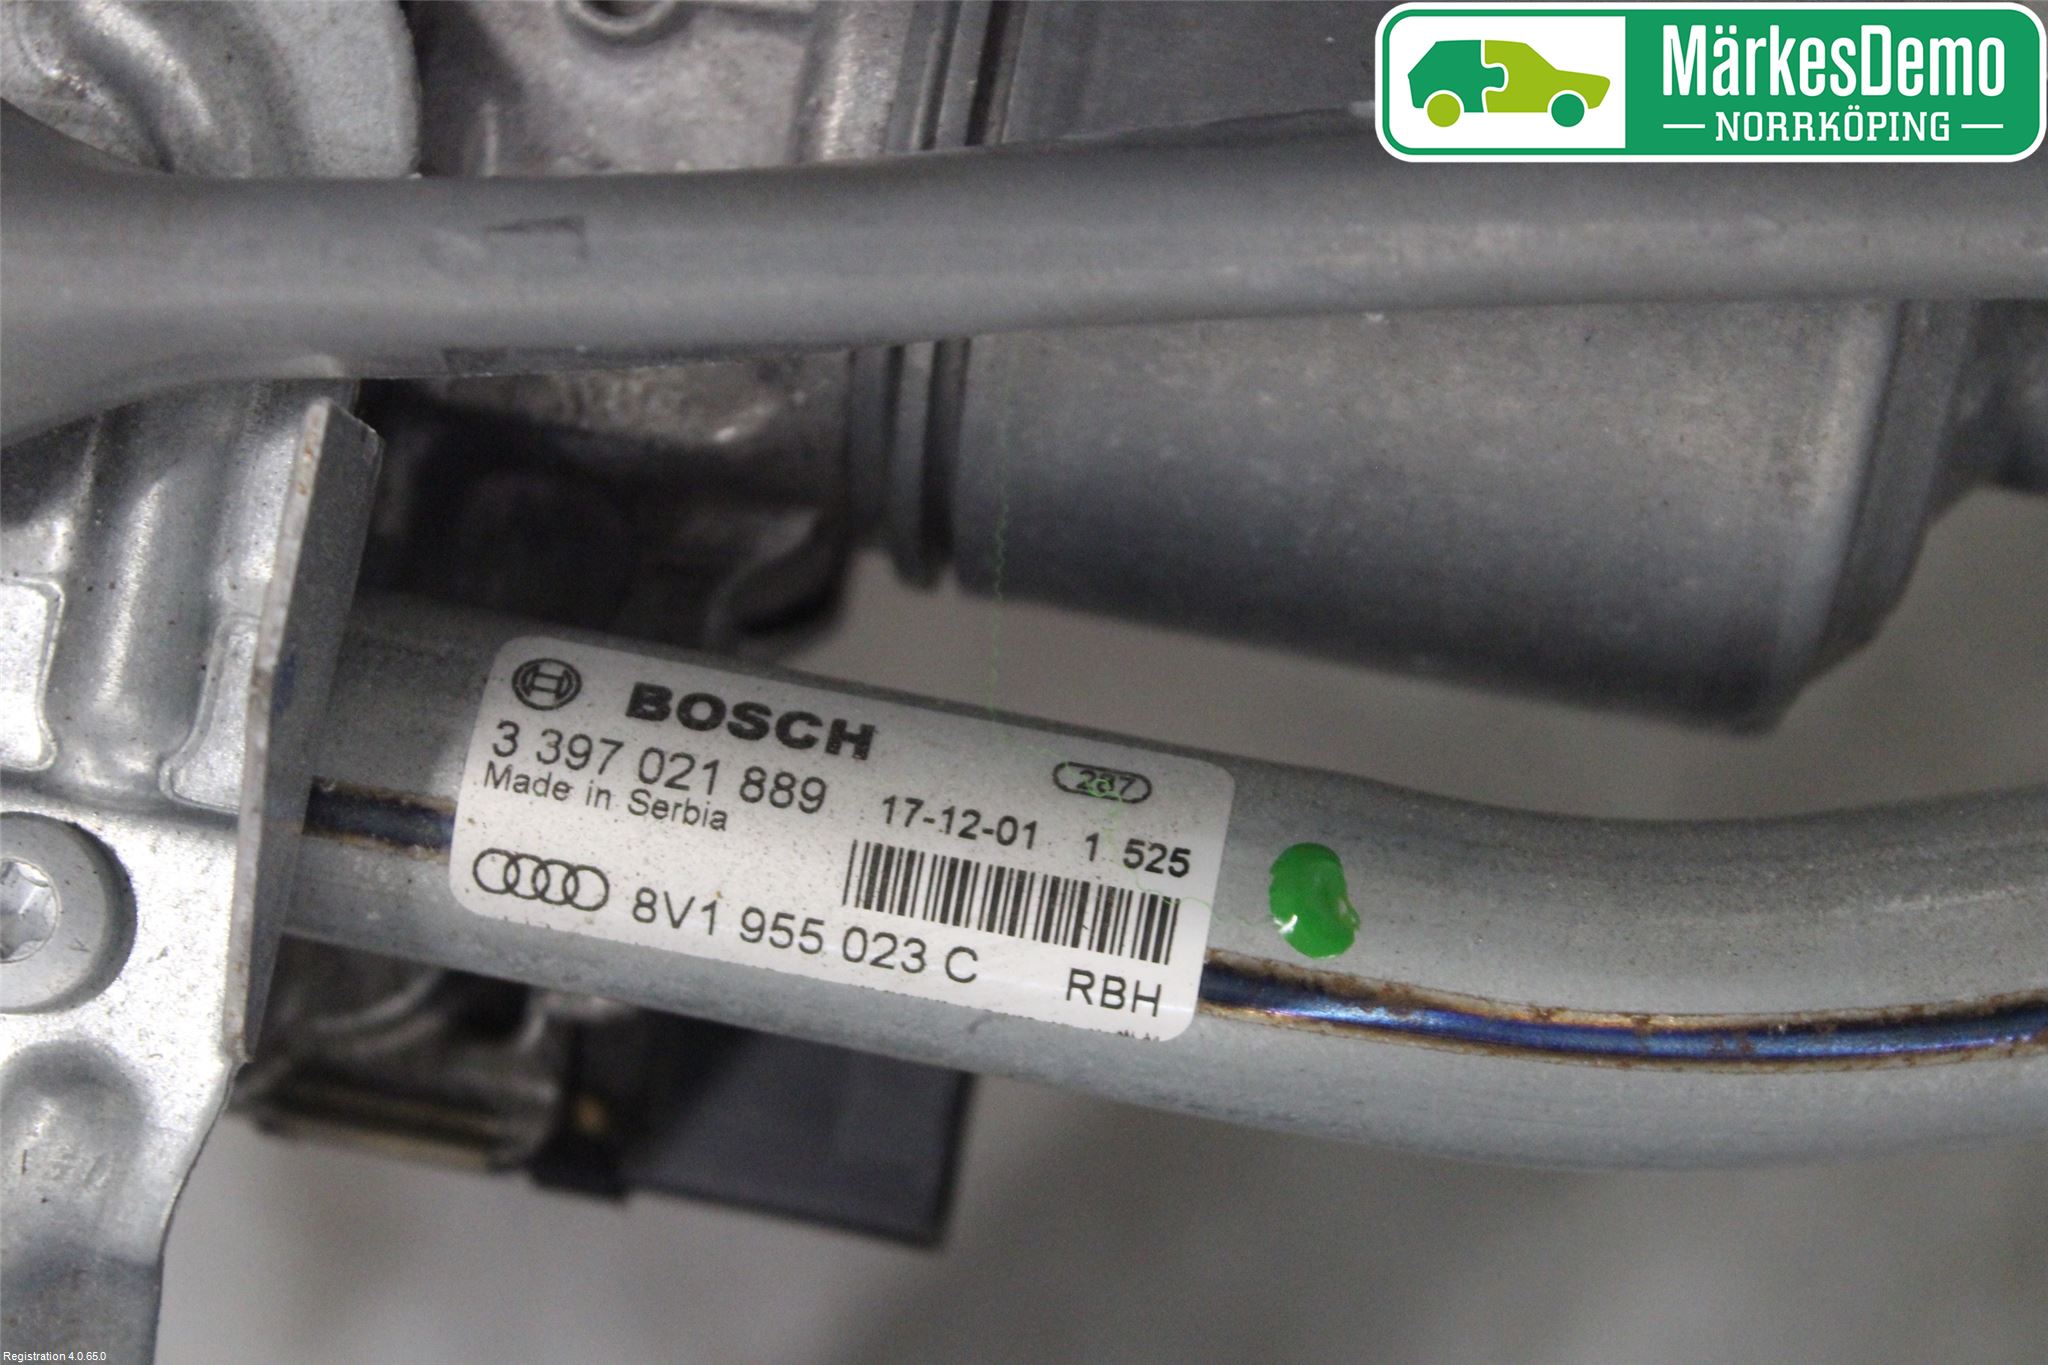 MärkesDemo
NORRKÖPING
BOSCH
3 397 021 889
Made in Serbia
287
17-12-01 1 525
8V1 955 023 C
RBH
Registration 4.0.65.0